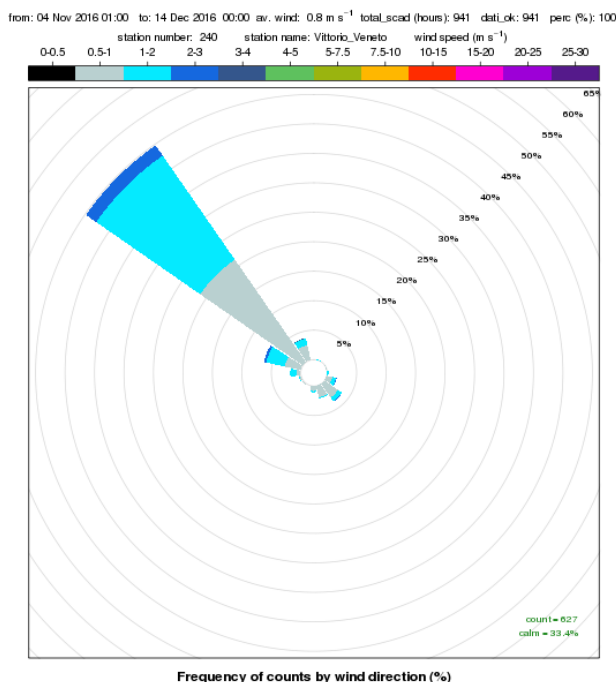 from: 04 Nov 2016 01:00 to: 14 Dec 2016 00:00 av. wind: 0.8 m s⁻¹ total_scad (hours): 941 dati_ok: 941 perc (%): 100
station number: 240 station name: Vittorio_Veneto wind speed (m s⁻¹)
0-0.5 0.5-1 1-2 2-3 3-4 4-5 5-7.5 7.5-10 10-15 15-20 20-25 25-30
65%
60%
55%
50%
45%
40%
35%
30%
25%
20%
15%
10%
5%
count = 627
calm = 33.4%
Frequency of counts by wind direction (%)